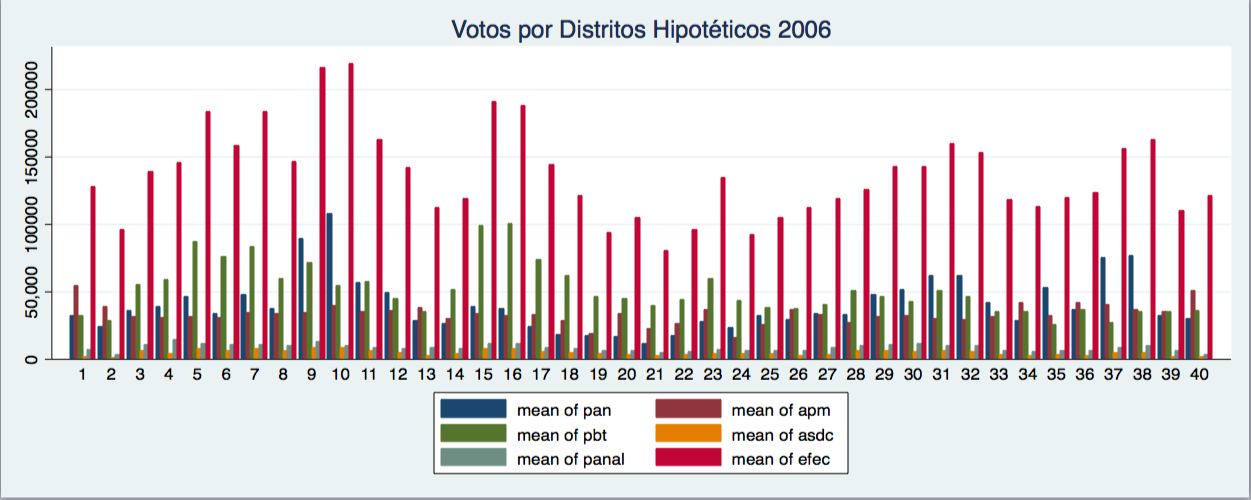 Votos por Distritos Hipotéticos 2006
200000
150000
100000
50,000
0
1 2 3 4 5 6 7 8 9 10 11 12 13 14 15 16 17 18 19 20 21 22 23 24 25 26 27 28 29 30 31 32 33 34 35 36 37 38 39 40
mean of pan mean of apm
mean of pbt mean of asdc
mean of panal mean of efec